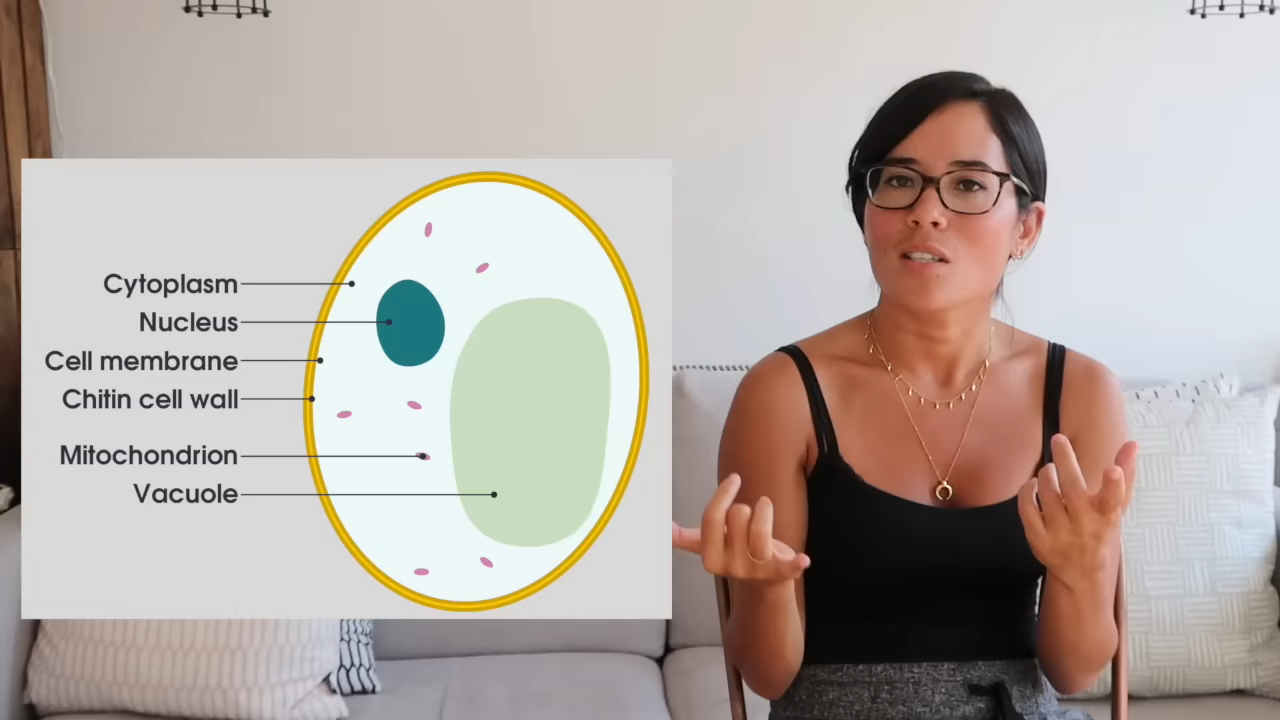 Cytoplasm
Nucleus
Cell membrane
Chitin cell wall
Mitochondrion
Vacuole